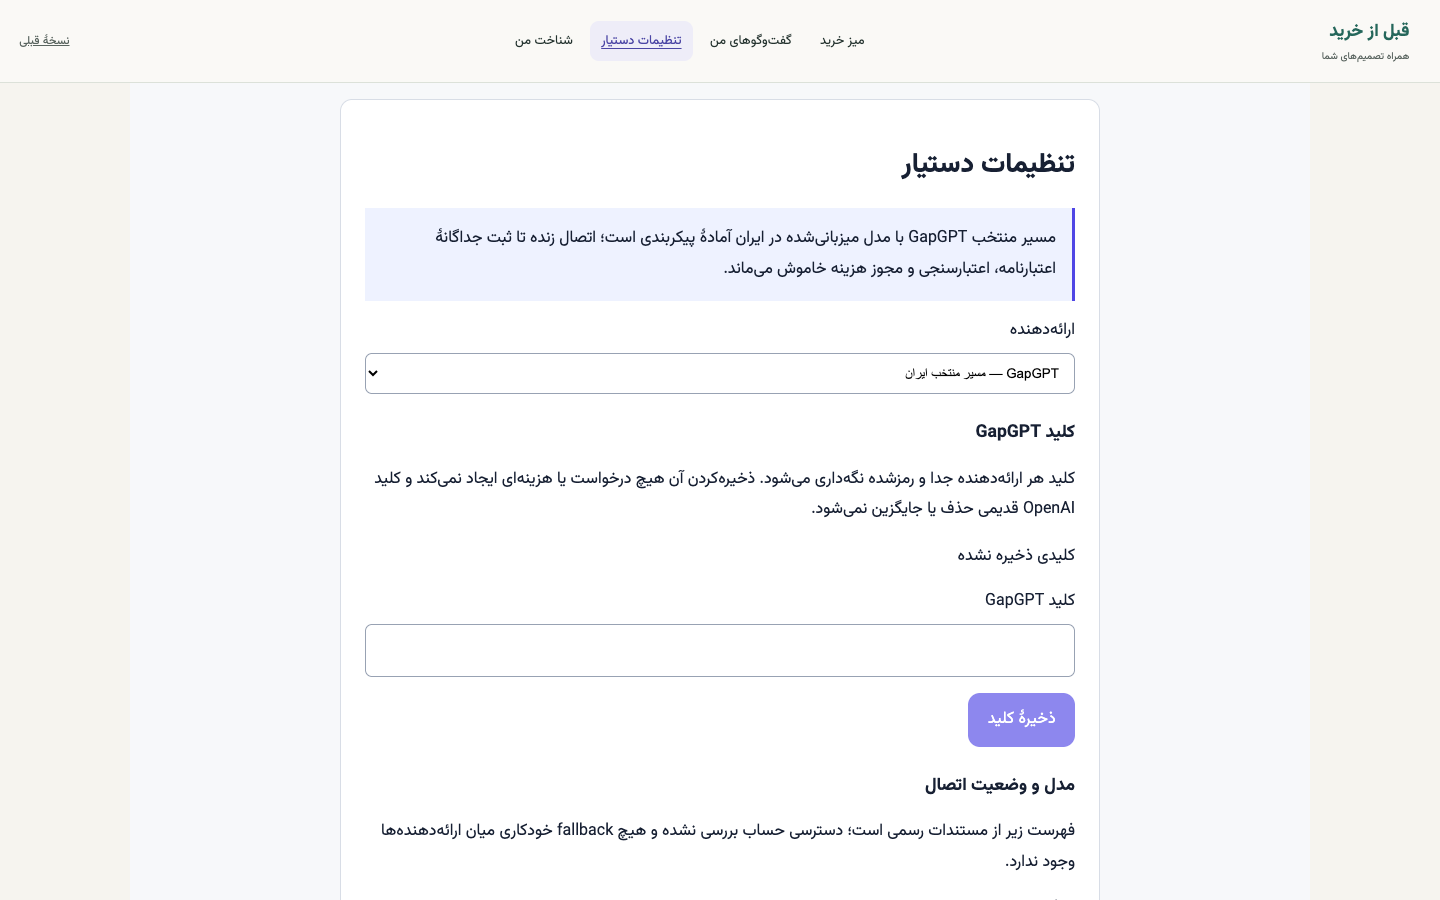 قبل از خرید
همراه تصمیم‌های شما
میز خرید
گفت‌وگوهای من
تنظیمات دستیار
شناخت من
نسخهٔ قبلی
تنظیمات دستیار
مسیر منتخب GapGPT با مدل میزبانی‌شده در ایران آمادهٔ پیکربندی است؛ اتصال زنده تا ثبت جداگانهٔ
اعتبارنامه، اعتبارسنجی و مجوز هزینه خاموش می‌ماند.
ارائه‌دهنده
GapGPT — مسیر منتخب ایران
کلید GapGPT
کلید هر ارائه‌دهنده جدا و رمزشده نگه‌داری می‌شود. ذخیره‌کردن آن هیچ درخواست یا هزینه‌ای ایجاد نمی‌کند و کلید
OpenAI قدیمی حذف یا جایگزین نمی‌شود.
کلیدی ذخیره نشده
کلید GapGPT
ذخیرهٔ کلید
مدل و وضعیت اتصال
فهرست زیر از مستندات رسمی است؛ دسترسی حساب بررسی نشده و هیچ fallback خودکاری میان ارائه‌دهنده‌ها
وجود ندارد.